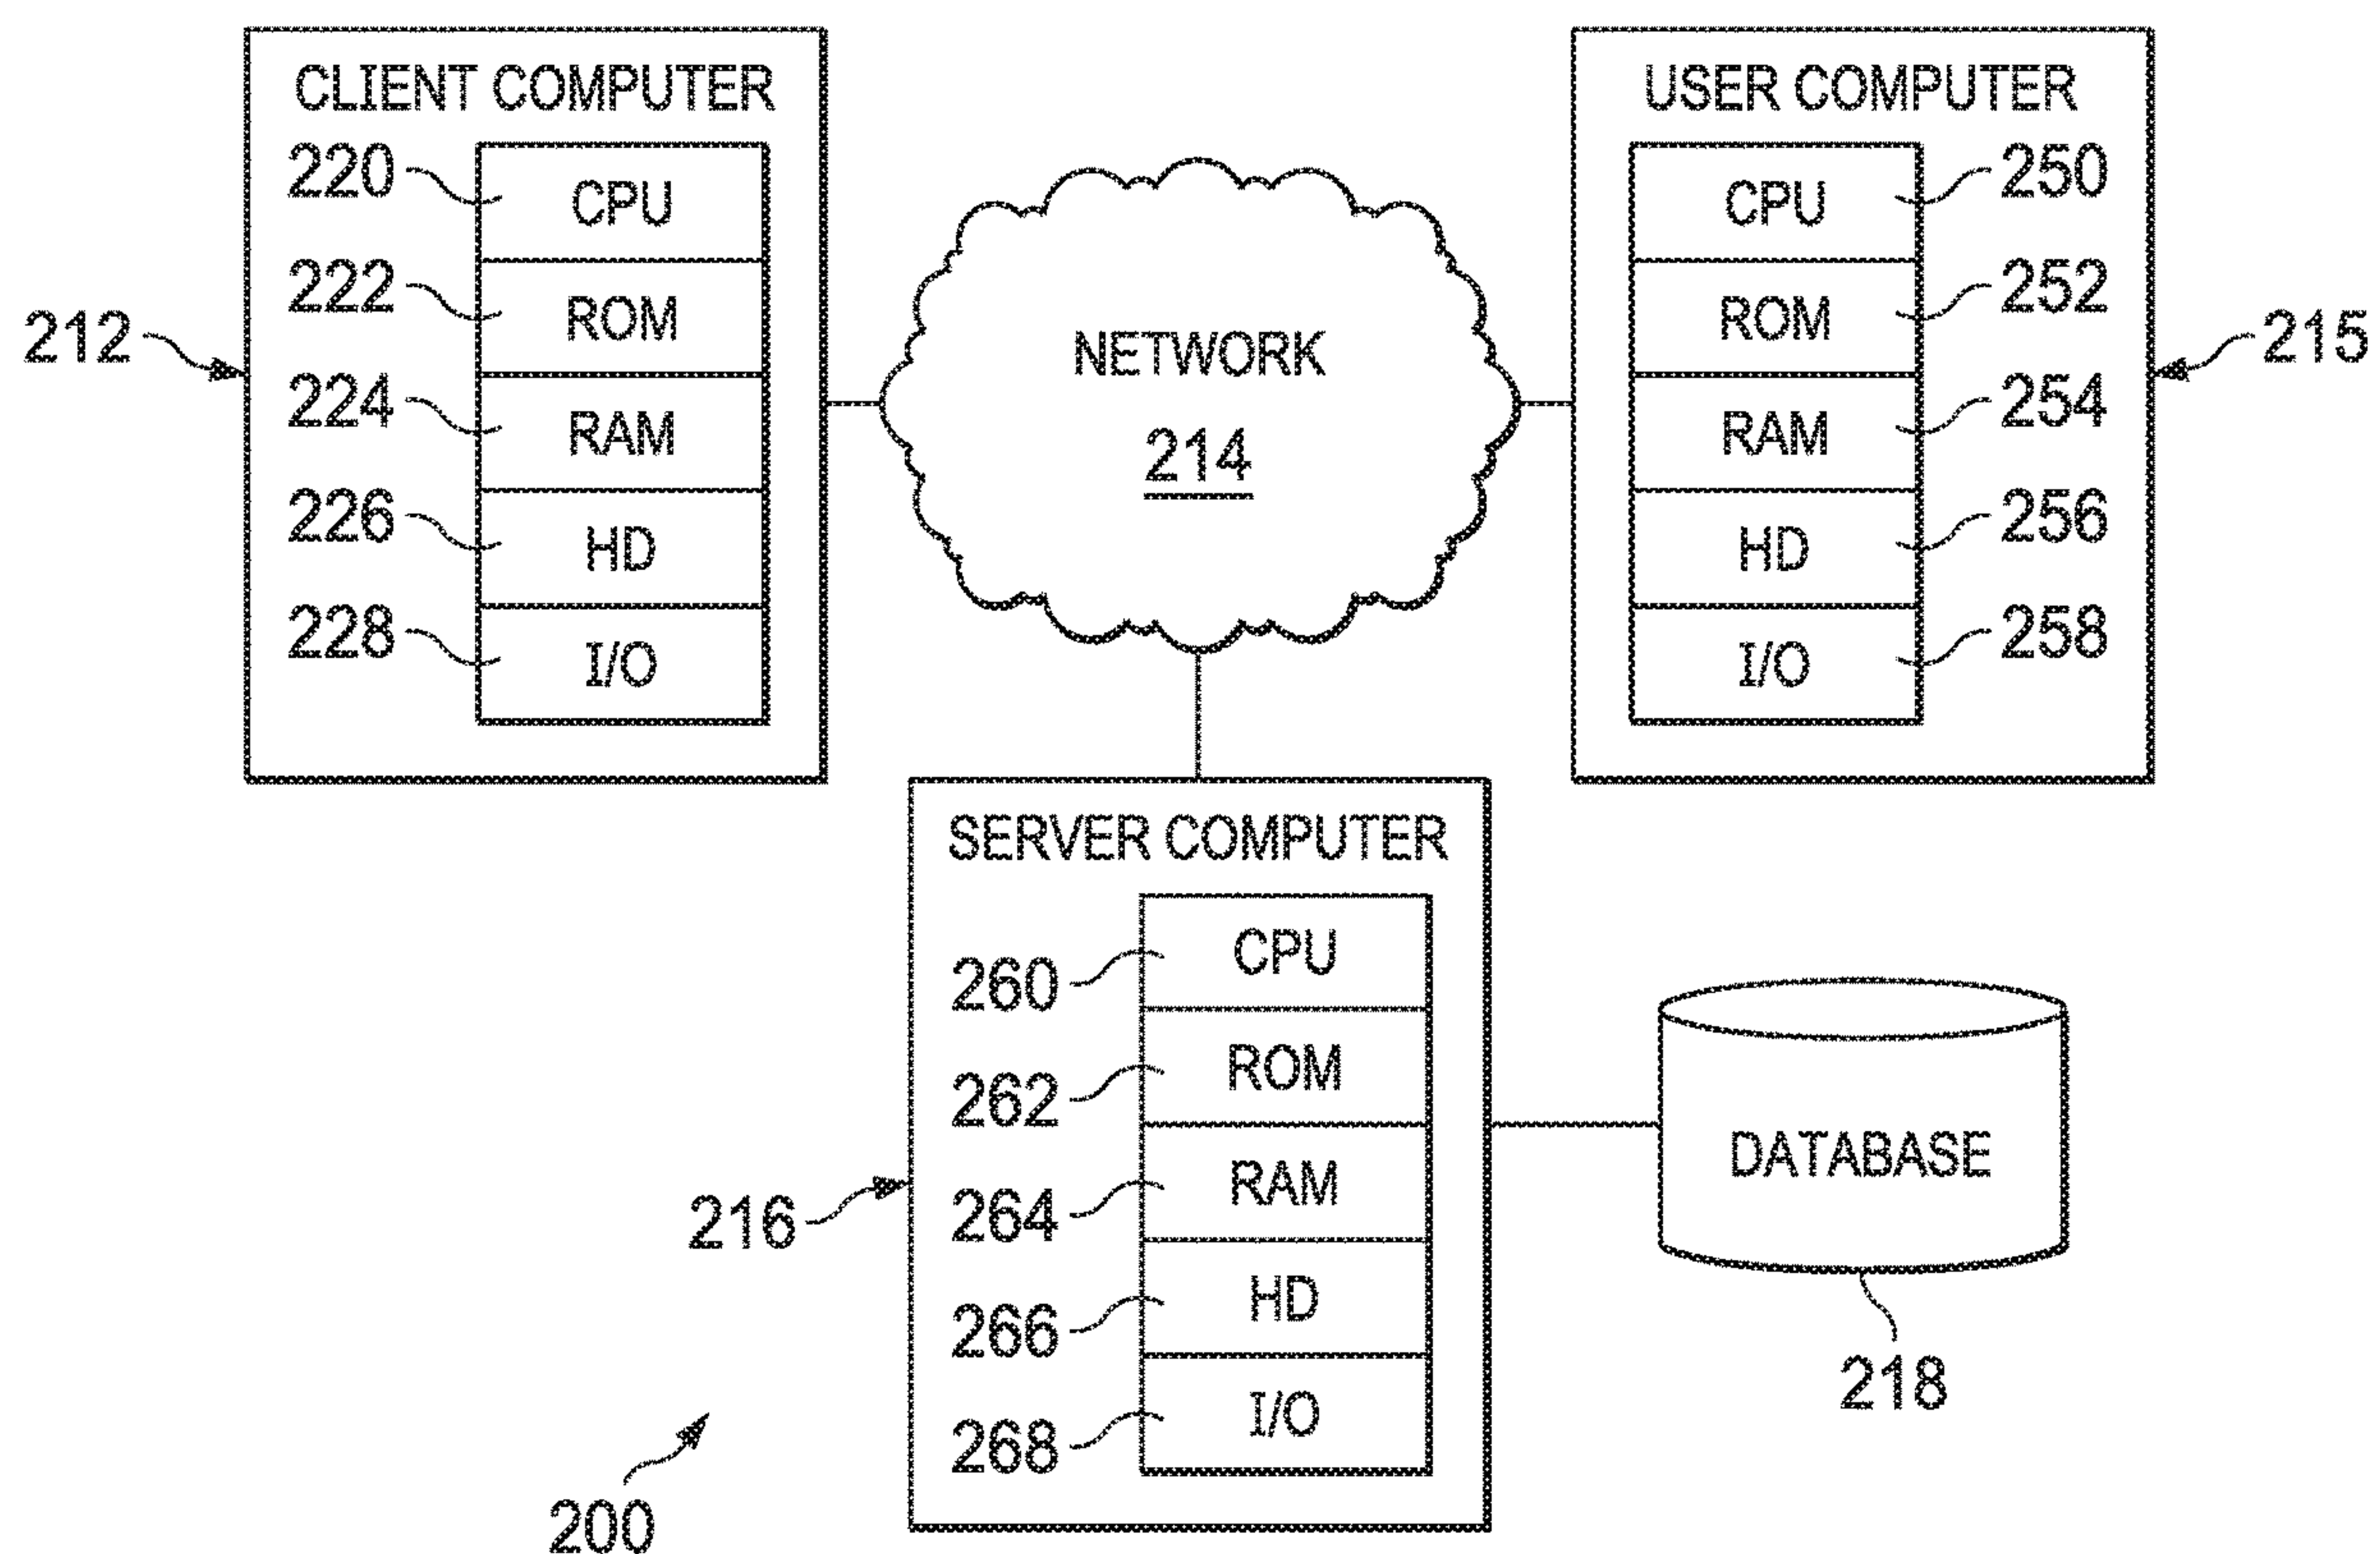 CLIENT COMPUTER
220 CPU
222 ROM
224 RAM
226 HD
228 I/O
212
NETWORK
214
USER COMPUTER
CPU 250
ROM 252
RAM 254
HD 256
I/O 258
215
SERVER COMPUTER
260 CPU
262 ROM
264 RAM
266 HD
268 I/O
216
DATABASE
218
200